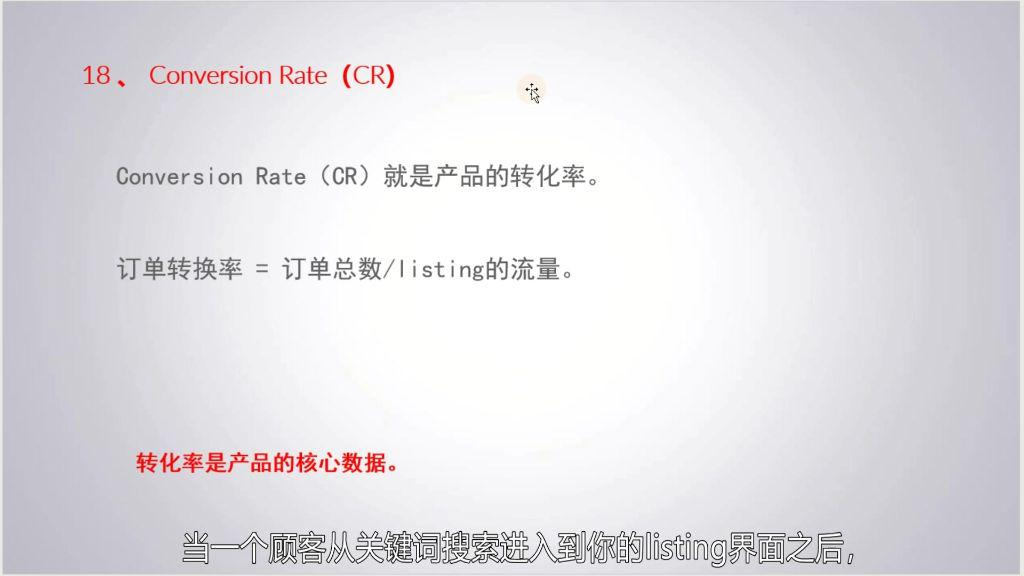 18 、 Conversion Rate（CR）
Conversion Rate（CR）就是产品的转化率。
订单转换率 = 订单总数/listing的流量。
转化率是产品的核心数据。
当一个顾客从关键词搜索进入到你的listing界面之后，